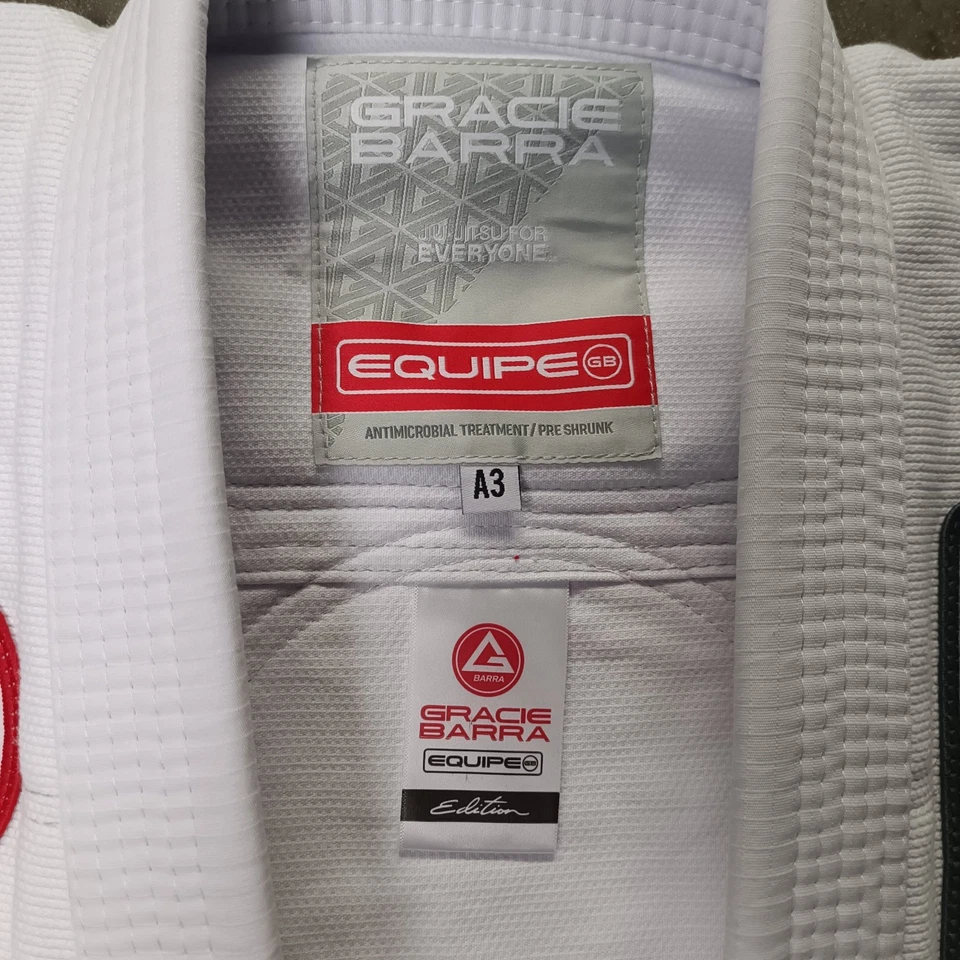 GRACIE
BARRA
JIU-JITSU FOR
EVERYONE
EQUIPE GB
ANTIMICROBIAL TREATMENT / PRE SHRUNK
A3
G
BARRA
GRACIE
BARRA
EQUIPE GB
Edition